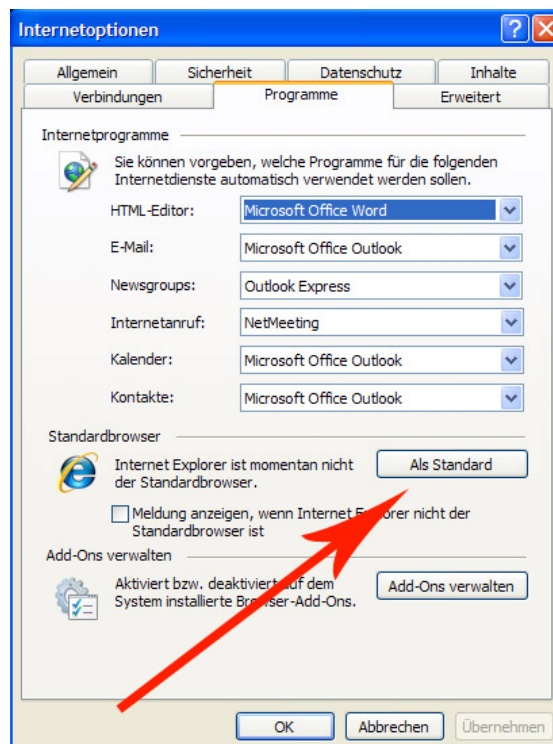 Internetoptionen
Allgemein Sicherheit Datenschutz Inhalte
Verbindungen Programme Erweitert
Internetprogramme
Sie können vorgeben, welche Programme für die folgenden
Internetdienste automatisch verwendet werden sollen.
HTML-Editor: Microsoft Office Word
E-Mail: Microsoft Office Outlook
Newsgroups: Outlook Express
Internetanruf: NetMeeting
Kalender: Microsoft Office Outlook
Kontakte: Microsoft Office Outlook
Standardbrowser
Internet Explorer ist momentan nicht
der Standardbrowser.
Als Standard
Meldung anzeigen, wenn Internet Explorer nicht der
Standardbrowser ist
Add-Ons verwalten
Aktiviert bzw. deaktiviert auf dem
System installierte Browser-Add-Ons.
Add-Ons verwalten
OK Abbrechen Übernehmen